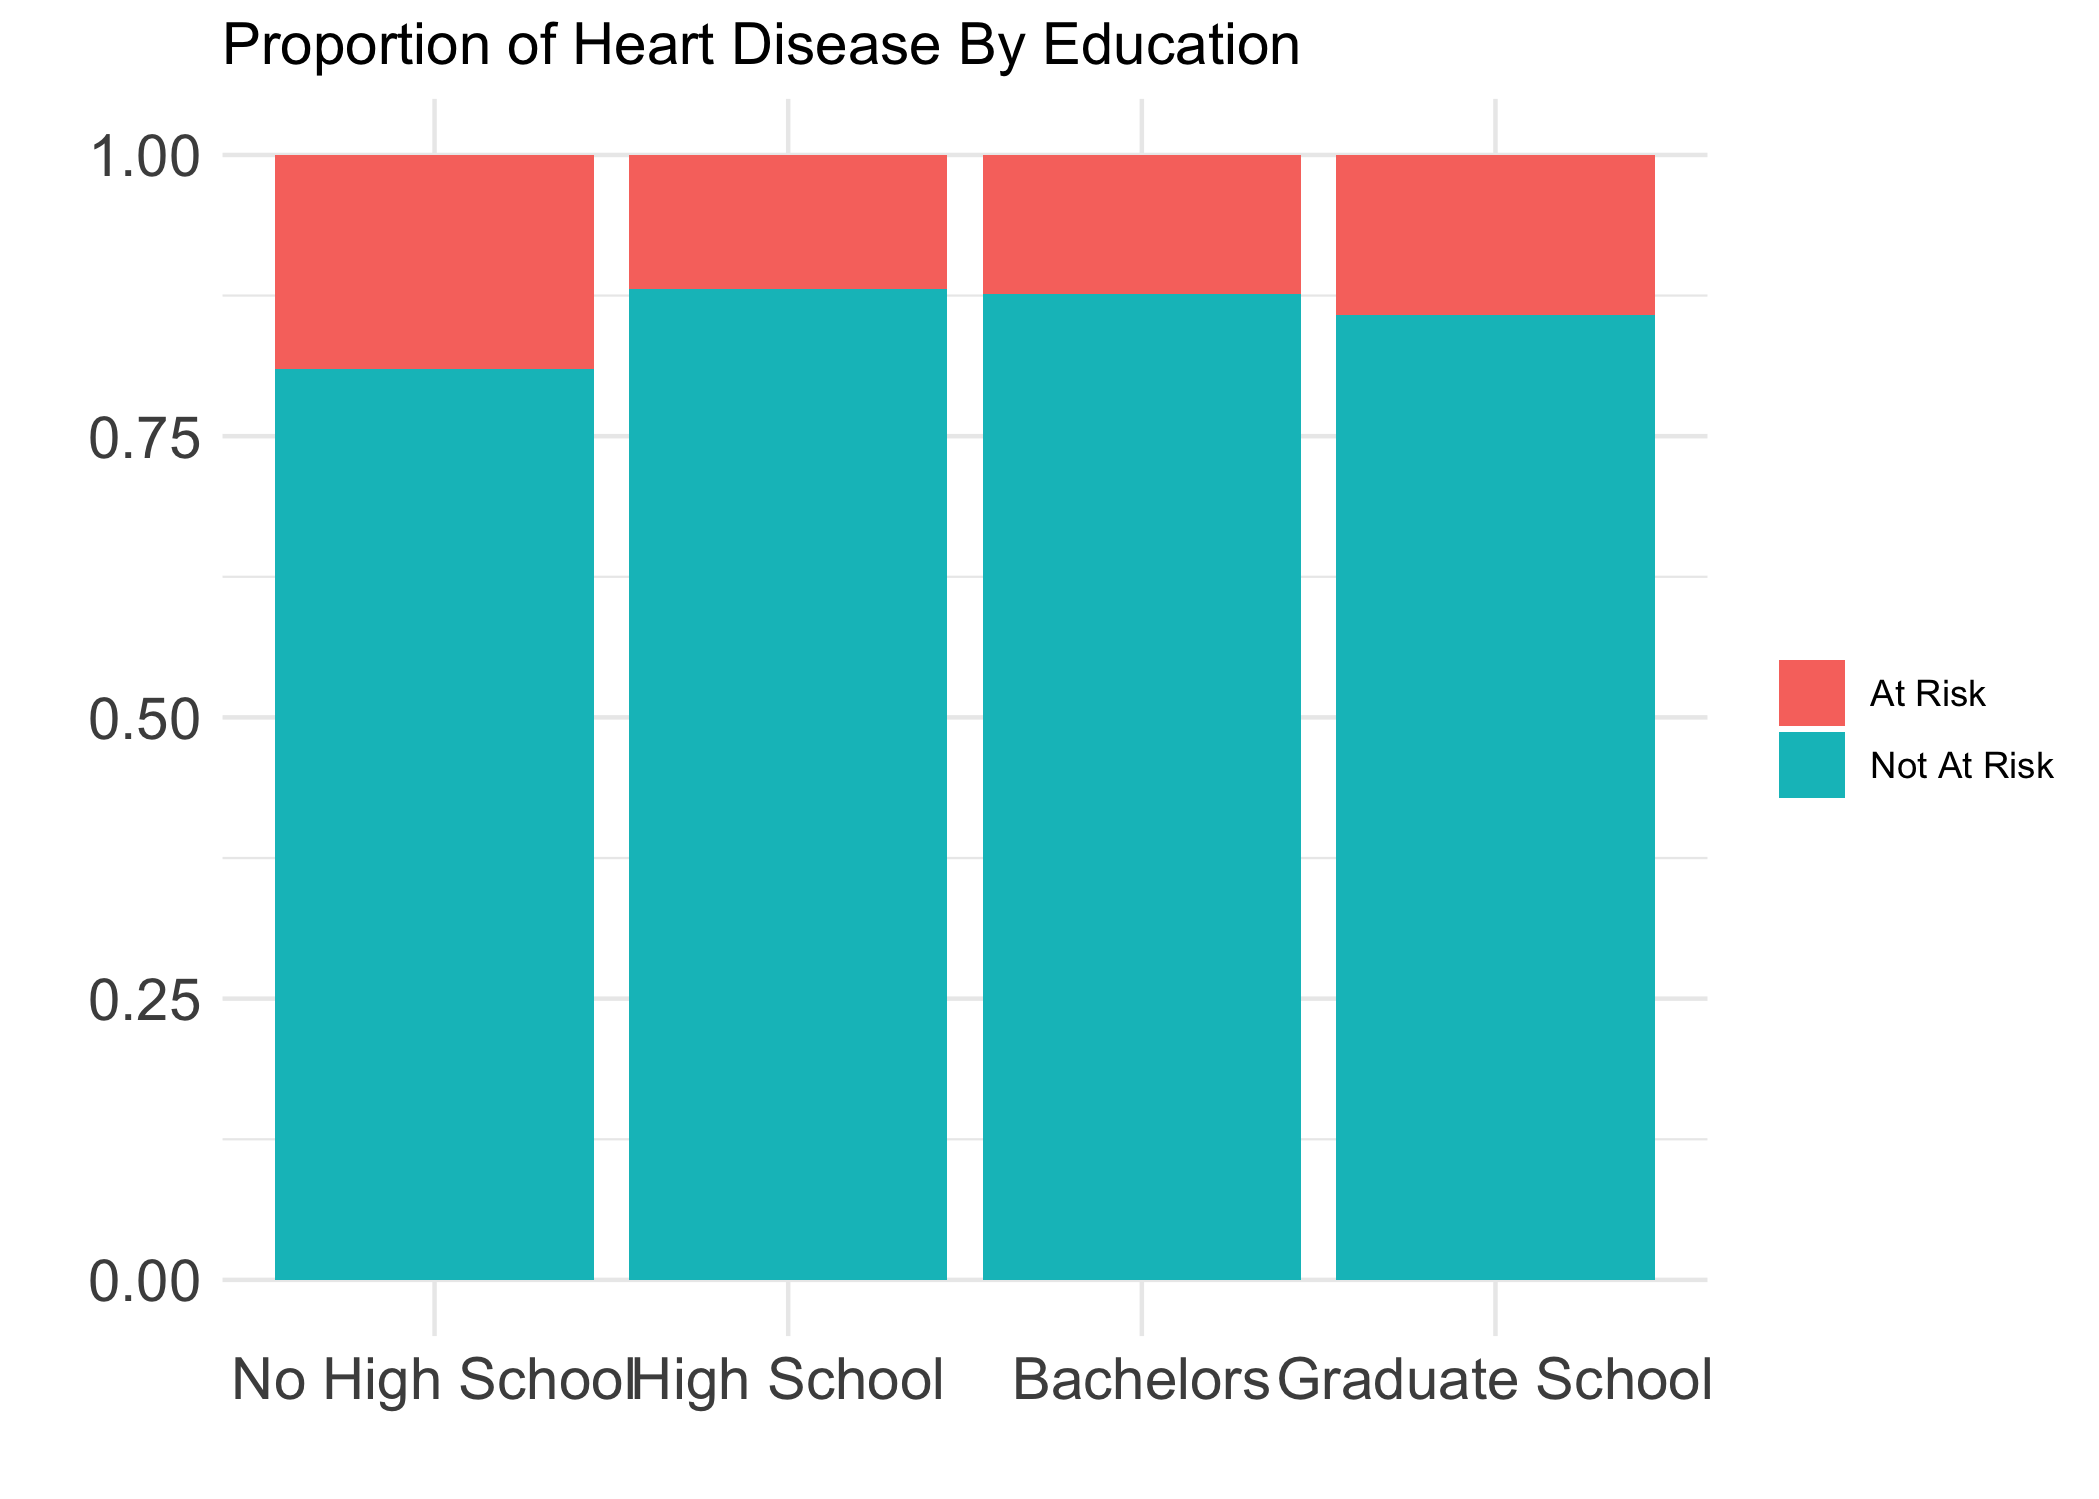 Proportion of Heart Disease By Education
1.00
0.75
0.50
0.25
0.00
No High School High School Bachelors Graduate School
At Risk
Not At Risk